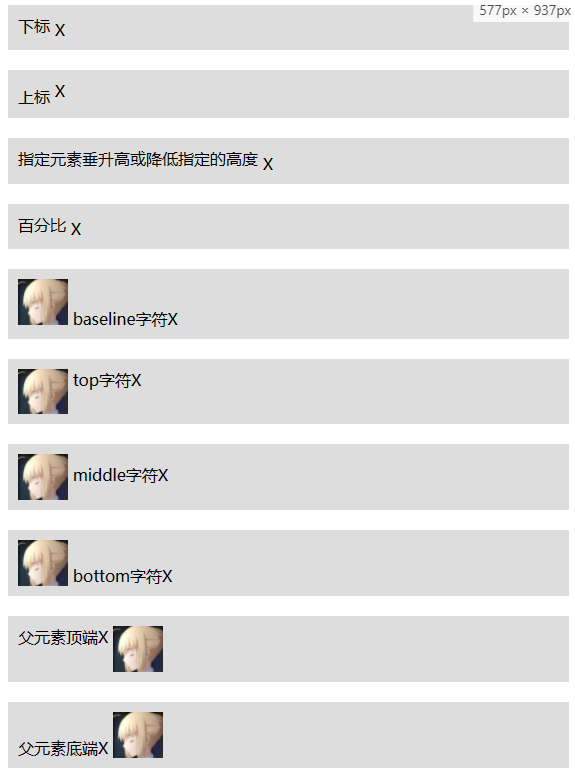 577px × 937px
下标 X
上标 X
指定元素垂升高或降低指定的高度 X
百分比 X
baseline字符X
top字符X
middle字符X
bottom字符X
父元素顶端X
父元素底端X